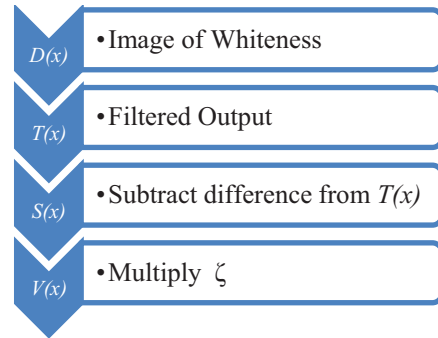 D(x)
•Image of Whiteness
T(x)
•Filtered Output
S(x)
•Subtract difference from T(x)
V(x)
•Multiply ζ